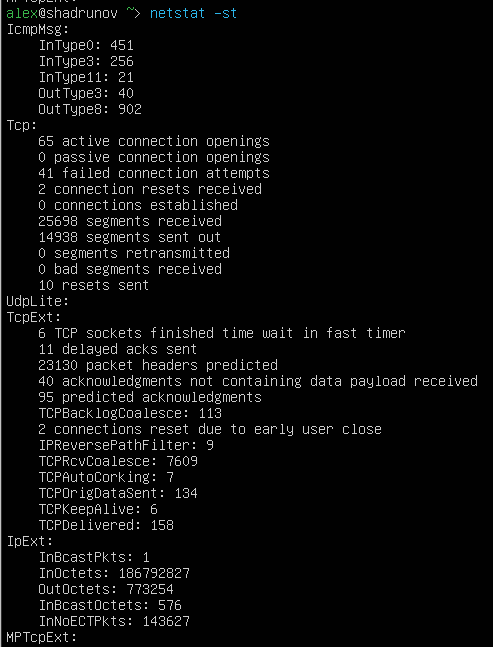 alex@shadrunov ~> netstat -st
IcmpMsg:
InType0: 451
InType3: 256
InType11: 21
OutType3: 40
OutType8: 902
Tcp:
65 active connection openings
0 passive connection openings
41 failed connection attempts
2 connection resets received
0 connections established
25698 segments received
14938 segments sent out
0 segments retransmitted
0 bad segments received
10 resets sent
UdpLite:
TcpExt:
6 TCP sockets finished time wait in fast timer
11 delayed acks sent
23130 packet headers predicted
40 acknowledgments not containing data payload received
95 predicted acknowledgments
TCPBacklogCoalesce: 113
2 connections reset due to early user close
IPReversePathFilter: 9
TCPRcvCoalesce: 7609
TCPAutoCorking: 7
TCPOrigDataSent: 134
TCPKeepAlive: 6
TCPDelivered: 158
IpExt:
InBcastPkts: 1
InOctets: 186792827
OutOctets: 773254
InBcastOctets: 576
InNoECTPkts: 143627
MPTcpExt: